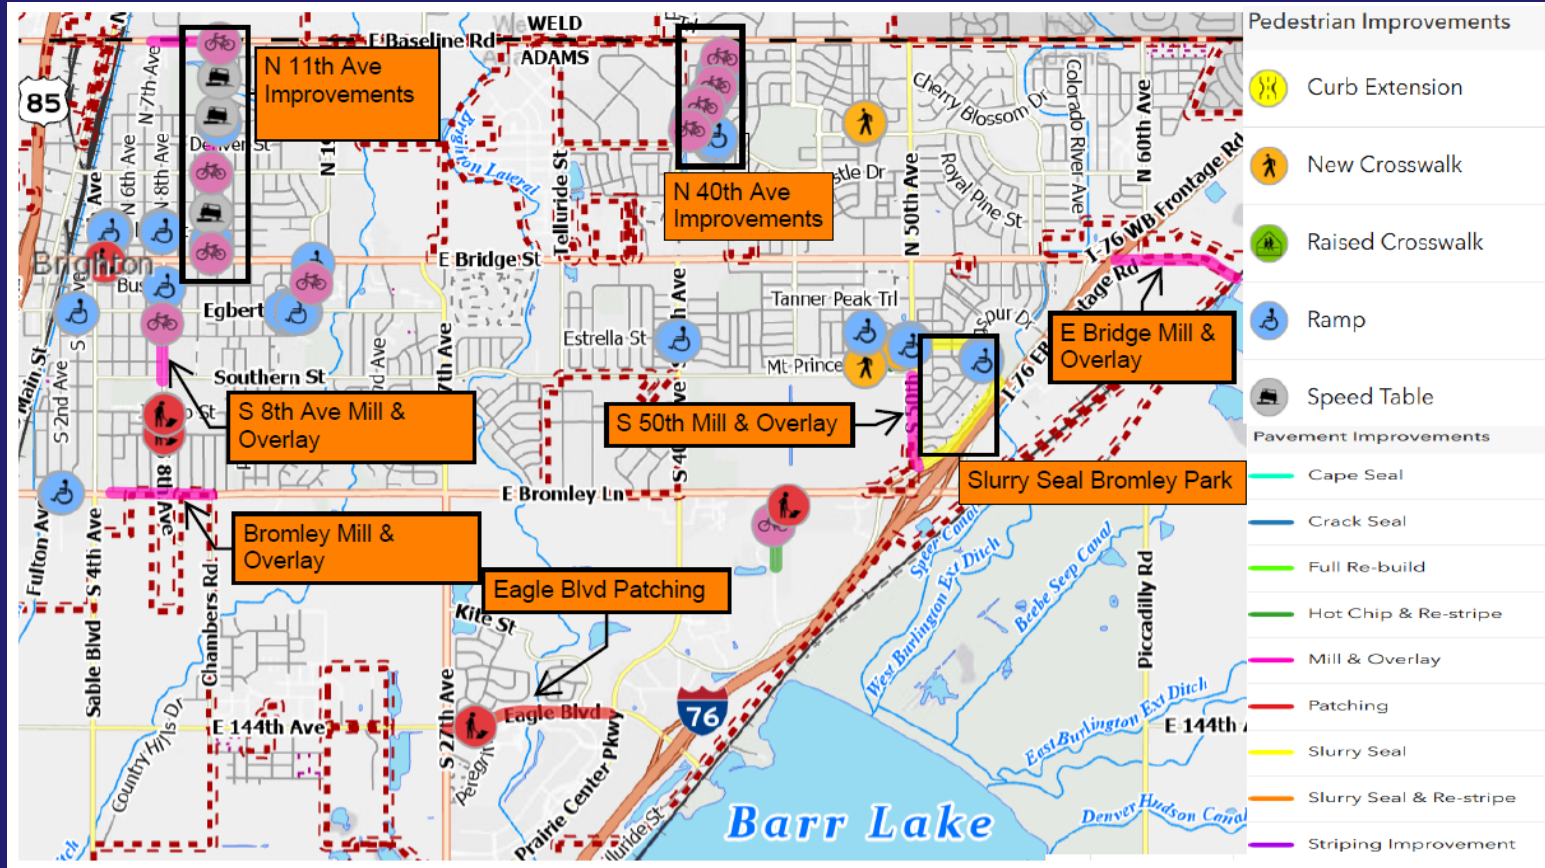 WELD
E Baseline Rd
ADAMS
85
N 11th Ave
Improvements
N 7th Ave
N 6th Ave
N 8th Ave
Denver St
Brighton
Brighton Lateral
Telluride St
N 40th Ave
Improvements
Cherry Blossom Dr
Colorado River Ave
N 60th Ave
N 50th Ave
Royal Pine St
I-76 WB Frontage Rd
E Bridge St
Egbert
Tanner Peak Trl
Estrella St
Mt Prince
spur Dr
E Bridge Mill &
Overlay
Main St
S 2nd Ave
Southern St
S 8th Ave Mill &
Overlay
S 50th Mill & Overlay
Slurry Seal Bromley Park
E Bromley Ln
Bromley Mill &
Overlay
Fulton Ave
S 4th Ave
Sable Blvd
Chambers Rd
Eagle Blvd Patching
Kite St
Speer Canal
West Burlington Ext Ditch
Beebe Seep Canal
Piccadilly Rd
S 27th Ave
Eagle Blvd
76
E 144th Ave
Country Hills Dr
Prairie Center Pkwy
East Burlington Ext Ditch
E 144th
Denver Hudson Canal
Barr Lake
Pedestrian Improvements
Curb Extension
New Crosswalk
Raised Crosswalk
Ramp
Speed Table
Pavement Improvements
Cape Seal
Crack Seal
Full Re-build
Hot Chip & Re-stripe
Mill & Overlay
Patching
Slurry Seal
Slurry Seal & Re-stripe
Striping Improvement